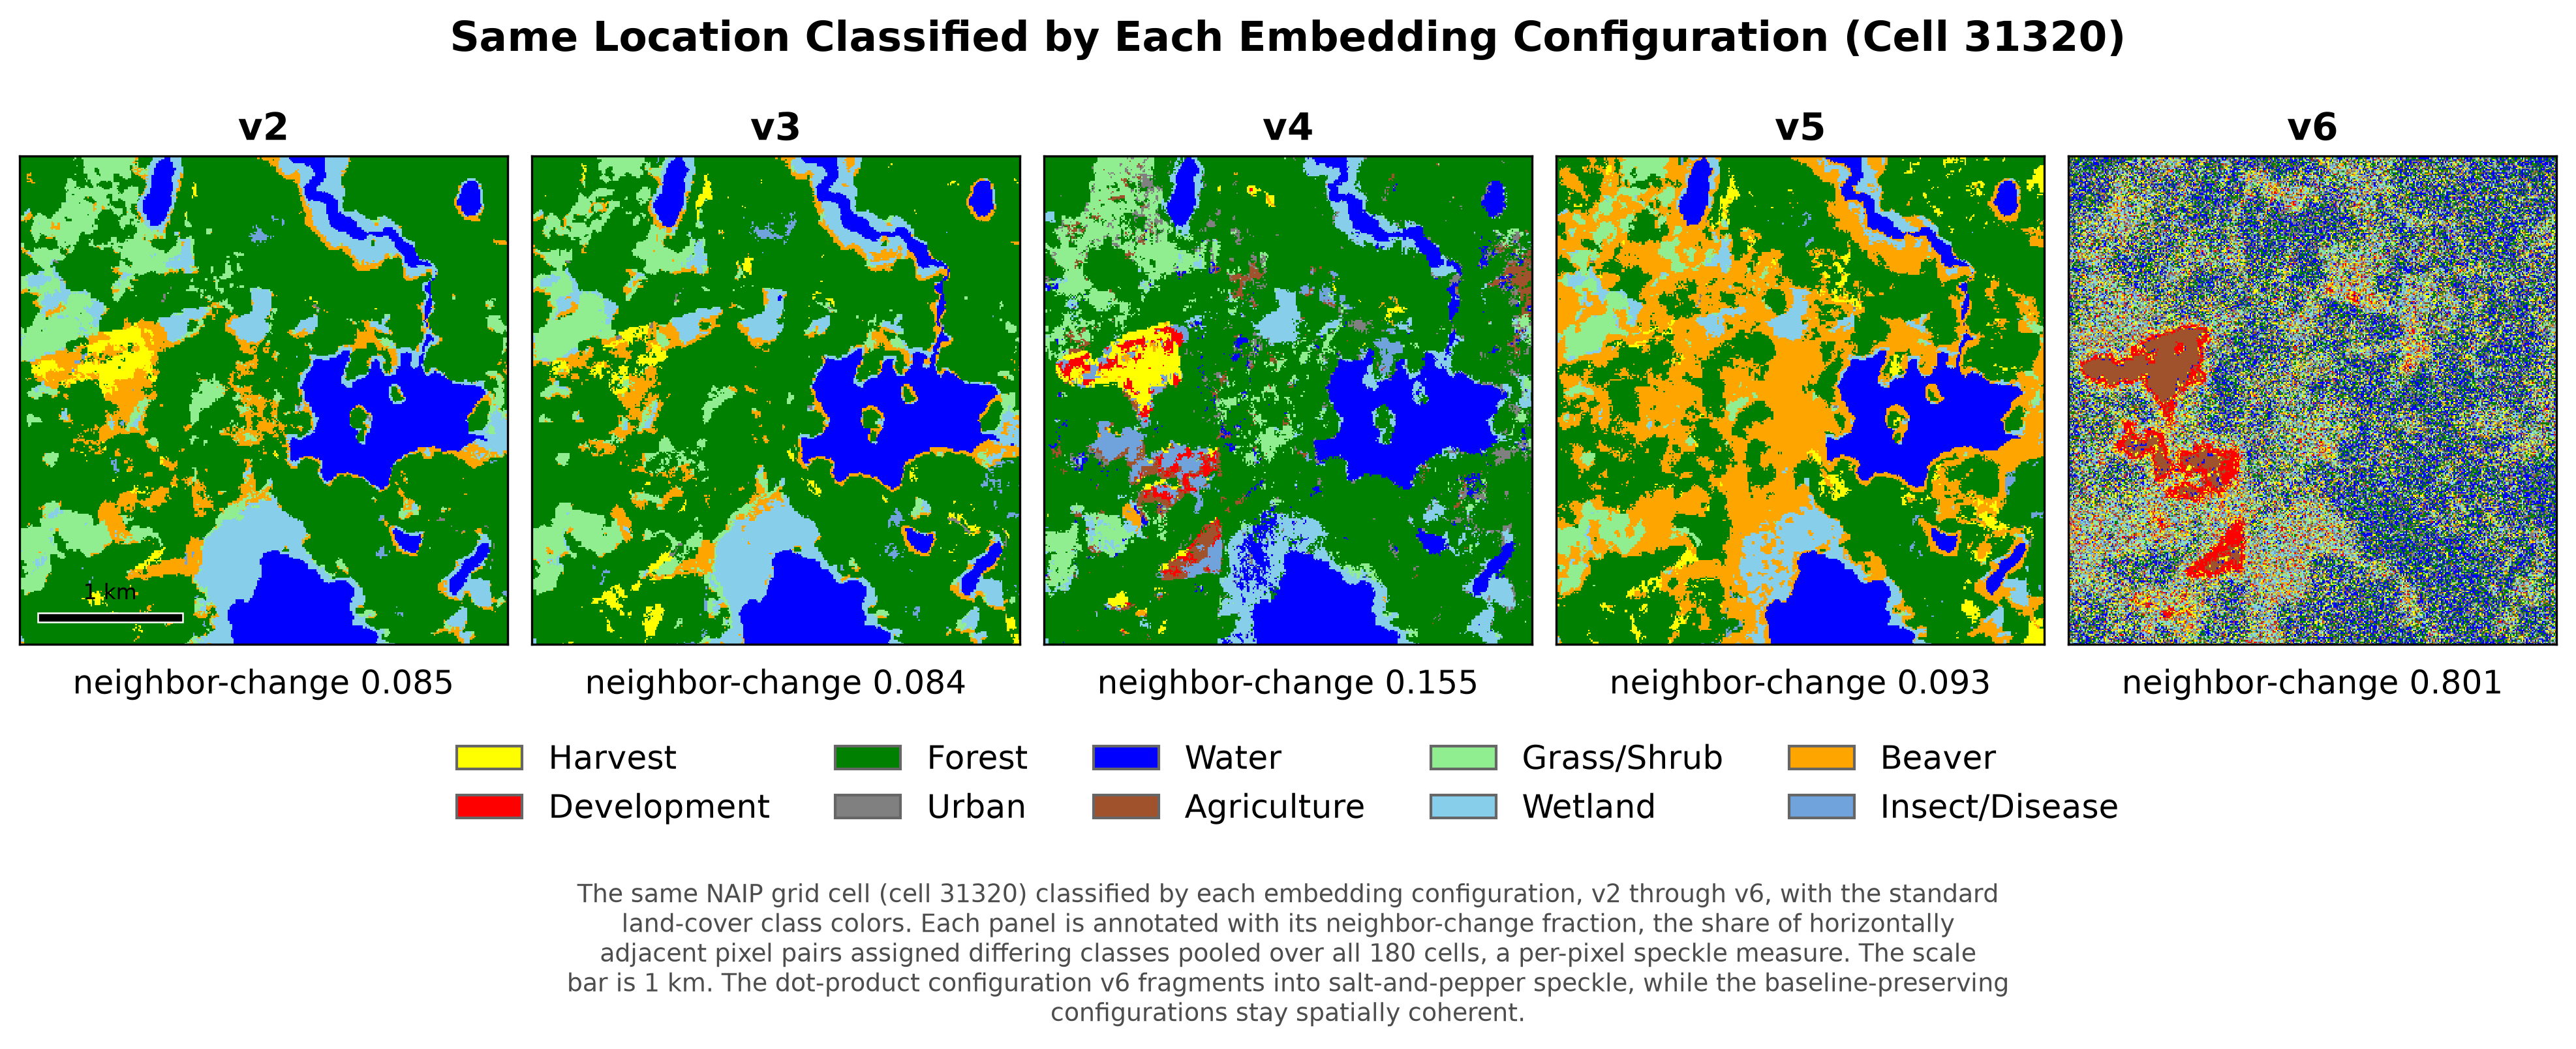 Same Location Classified by Each Embedding Configuration (Cell 31320)
v2 v3 v4 v5 v6
1 km
neighbor-change 0.085 neighbor-change 0.084 neighbor-change 0.155 neighbor-change 0.093 neighbor-change 0.801
Harvest Forest Water Grass/Shrub Beaver
Development Urban Agriculture Wetland Insect/Disease
The same NAIP grid cell (cell 31320) classified by each embedding configuration, v2 through v6, with the standard
land-cover class colors. Each panel is annotated with its neighbor-change fraction, the share of horizontally
adjacent pixel pairs assigned differing classes pooled over all 180 cells, a per-pixel speckle measure. The scale
bar is 1 km. The dot-product configuration v6 fragments into salt-and-pepper speckle, while the baseline-preserving
configurations stay spatially coherent.